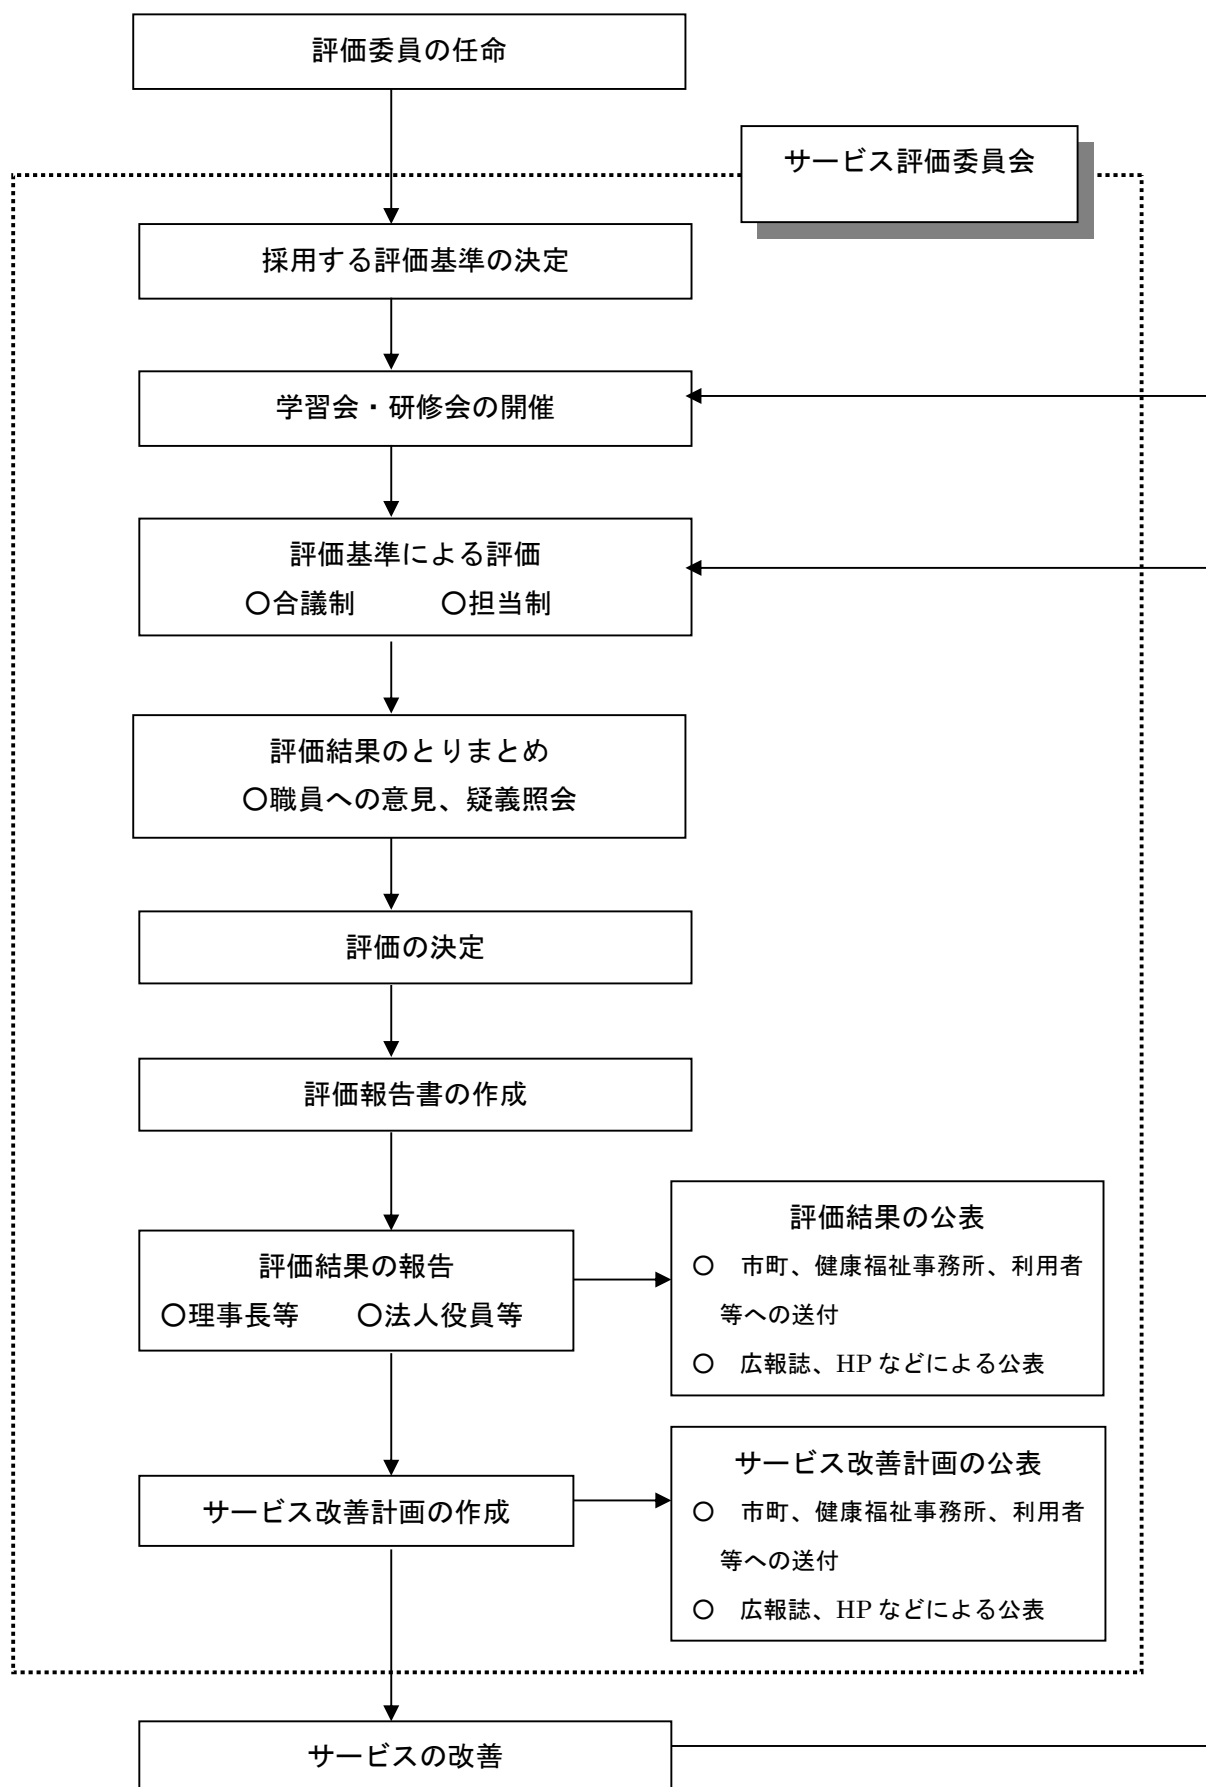 評価委員の任命
サービス評価委員会
採用する評価基準の決定
学習会・研修会の開催
評価基準による評価
○合議制　　　○担当制
評価結果のとりまとめ
○職員への意見、疑義照会
評価の決定
評価報告書の作成
評価結果の報告
○理事長等　　○法人役員等
評価結果の公表
○　市町、健康福祉事務所、利用者
等への送付
○　広報誌、HP などによる公表
サービス改善計画の作成
サービス改善計画の公表
○　市町、健康福祉事務所、利用者
等への送付
○　広報誌、HP などによる公表
サービスの改善